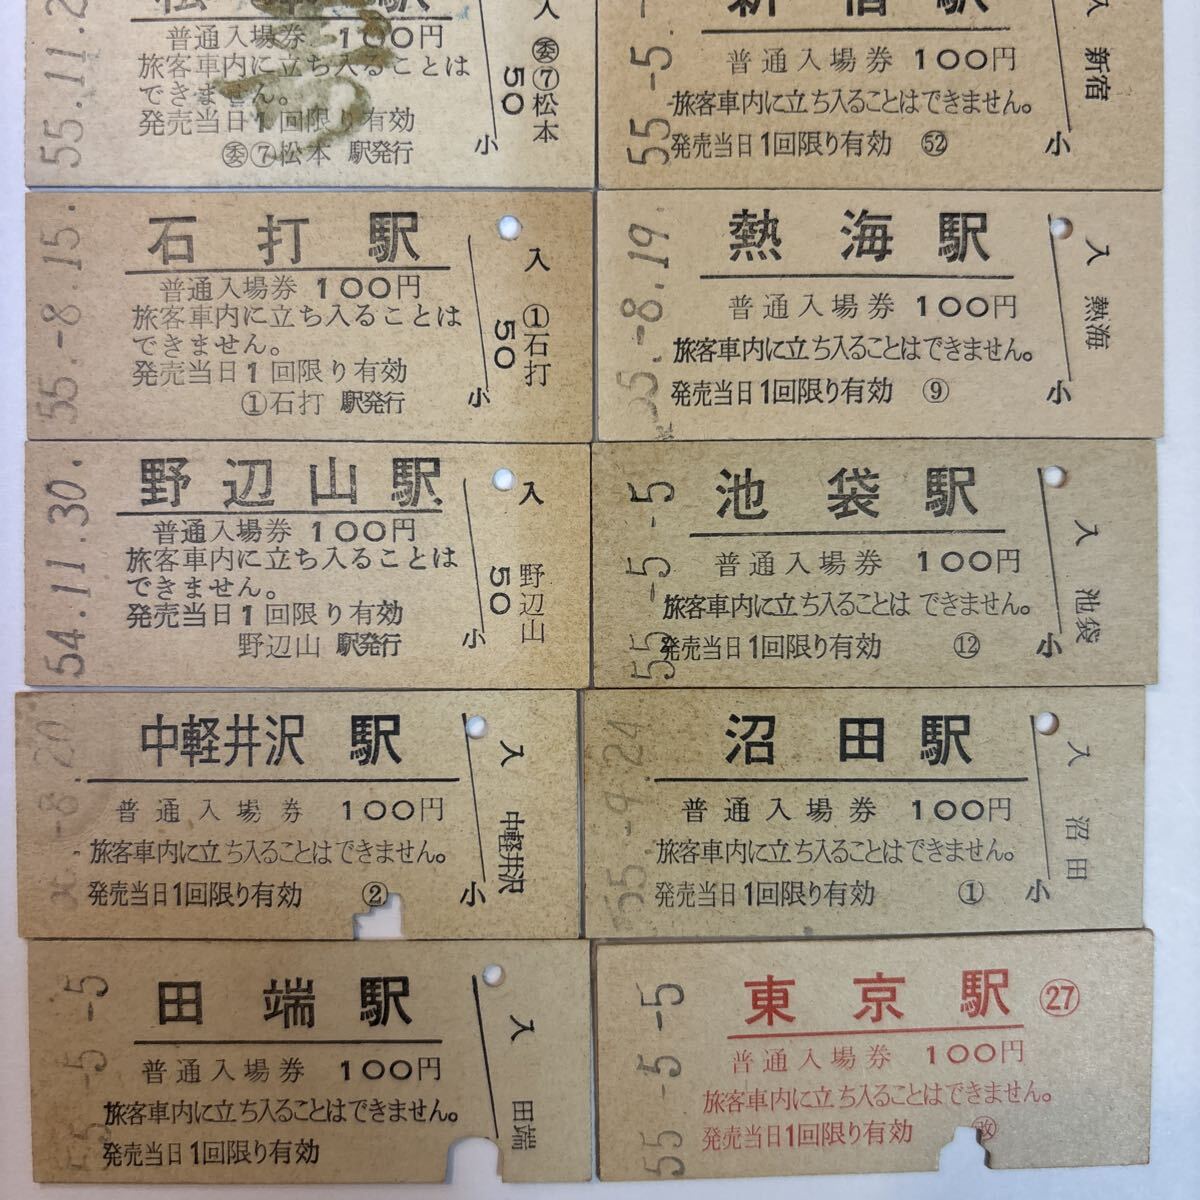 松本駅
普通入場券 100円
旅客車内に立ち入ることは
できません。
発売当日1回限り有効
㊙⑦松本 駅発行
55.11.2
小
50
入
⑦松本
新宿駅
普通入場券 100円
旅客車内に立ち入ることはできません。
発売当日1回限り有効 52
55.-5.
小
入
新宿
石打駅
普通入場券 100円
旅客車内に立ち入ることは
できません。
発売当日1回限り有効
①石打 駅発行
55.-8.15.
小
50
入
①石打
熱海駅
普通入場券 100円
旅客車内に立ち入ることはできません。
発売当日1回限り有効 ⑨
55.-8.19.
小
入
熱海
野辺山駅
普通入場券 100円
旅客車内に立ち入ることは
できません。
発売当日1回限り有効
野辺山 駅発行
54.11.30.
小
50
入
野辺山
池袋駅
普通入場券 100円
旅客車内に立ち入ることは できません。
発売当日1回限り有効 ⑫
55.-5.-5
小
入
池袋
中軽井沢駅
普通入場券 100円
旅客車内に立ち入ることはできません。
発売当日1回限り有効 ②
-8.20
小
入
中軽井沢
沼田駅
普通入場券 100円
旅客車内に立ち入ることはできません。
発売当日1回限り有効 ①
55.-9.24
小
入
沼田
田端駅
普通入場券 100円
旅客車内に立ち入ることはできません。
発売当日1回限り有効
55-5-5
入
田端
東京駅 ㉗
普通入場券 100円
旅客車内に立ち入ることはできません。
発売当日1回限り有効 改
55-5-5